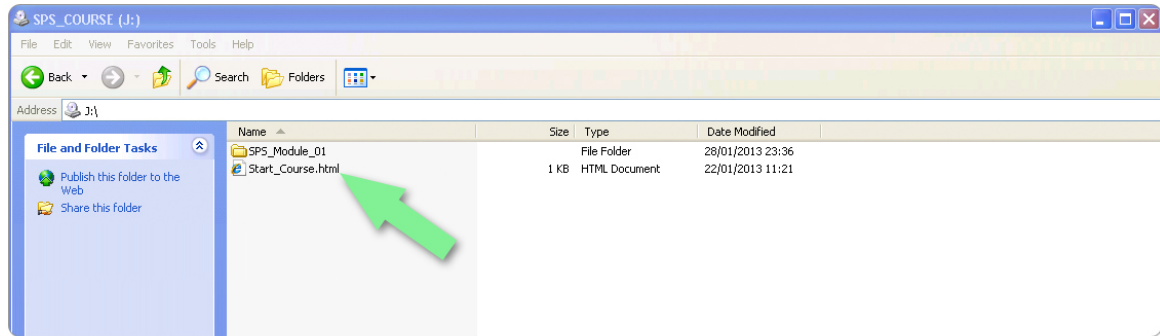 SPS_COURSE (J:)
File Edit View Favorites Tools Help
Back Search Folders
Address J:\
Name Size Type Date Modified
File and Folder Tasks
SPS_Module_01 File Folder 28/01/2013 23:36
Start_Course.html 1 KB HTML Document 22/01/2013 11:21
Publish this folder to the
Web
Share this folder